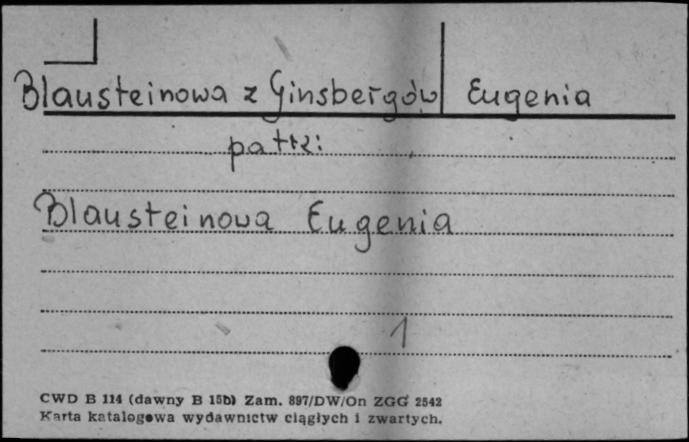 Blausteinowa z Ginsbergów Eugenia
patrz:
Blausteinowa Eugenia
1
CWD B 114 (dawny B 15b) Zam. 897/DW/On ZGG 2542
Karta katalogowa wydawnictw ciągłych i zwartych.